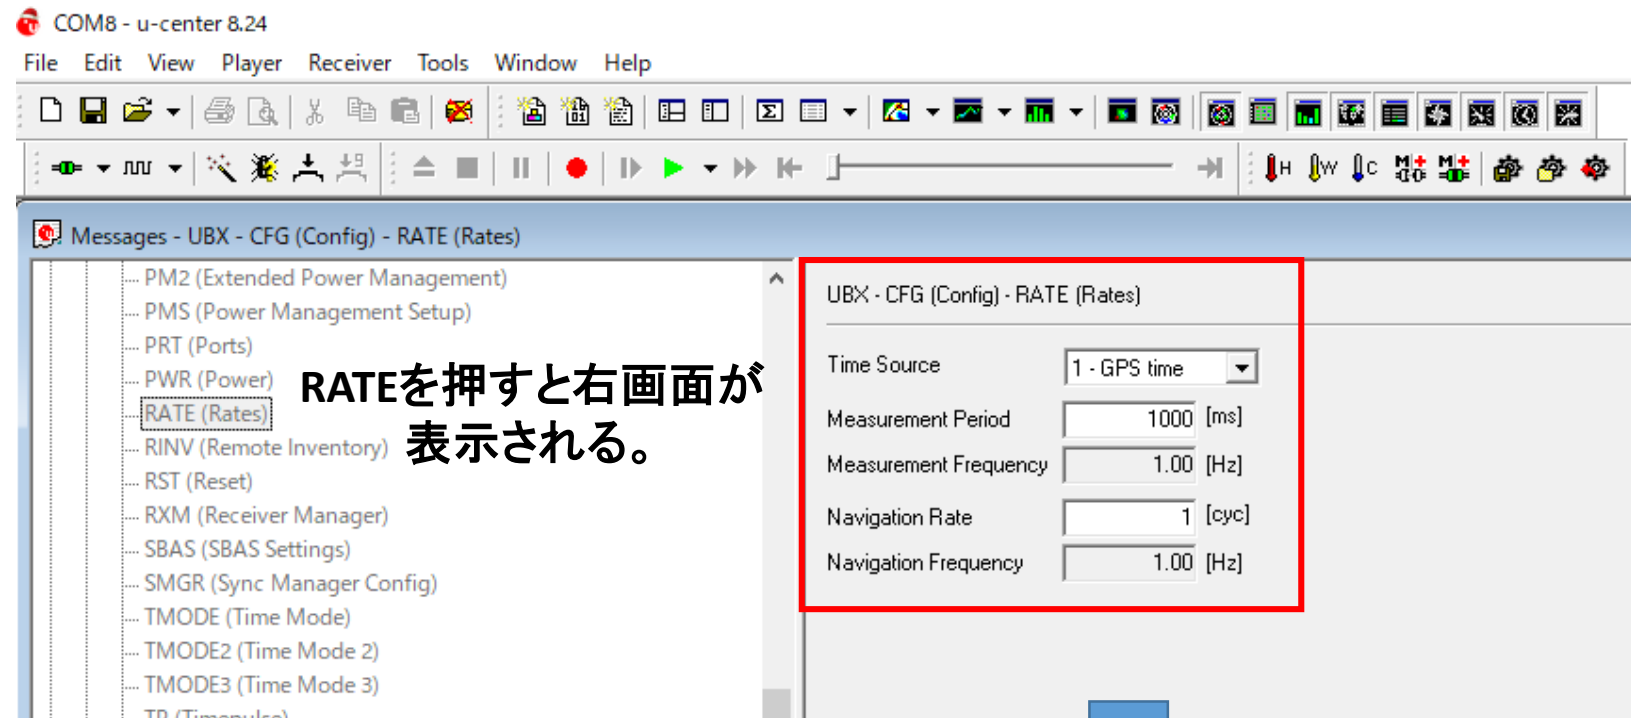 COM8 - u-center 8.24
File Edit View Player Receiver Tools Window Help
H W C
Messages - UBX - CFG (Config) - RATE (Rates)
PM2 (Extended Power Management)
PMS (Power Management Setup)
PRT (Ports)
PWR (Power)
RATE (Rates)
RINV (Remote Inventory)
RST (Reset)
RXM (Receiver Manager)
SBAS (SBAS Settings)
SMGR (Sync Manager Config)
TMODE (Time Mode)
TMODE2 (Time Mode 2)
TMODE3 (Time Mode 3)
TP (Timepulse)
RATEを押すと右画面が
表示される。
UBX - CFG (Config) - RATE (Rates)
Time Source 1 - GPS time
Measurement Period 1000 [ms]
Measurement Frequency 1.00 [Hz]
Navigation Rate 1 [cyc]
Navigation Frequency 1.00 [Hz]